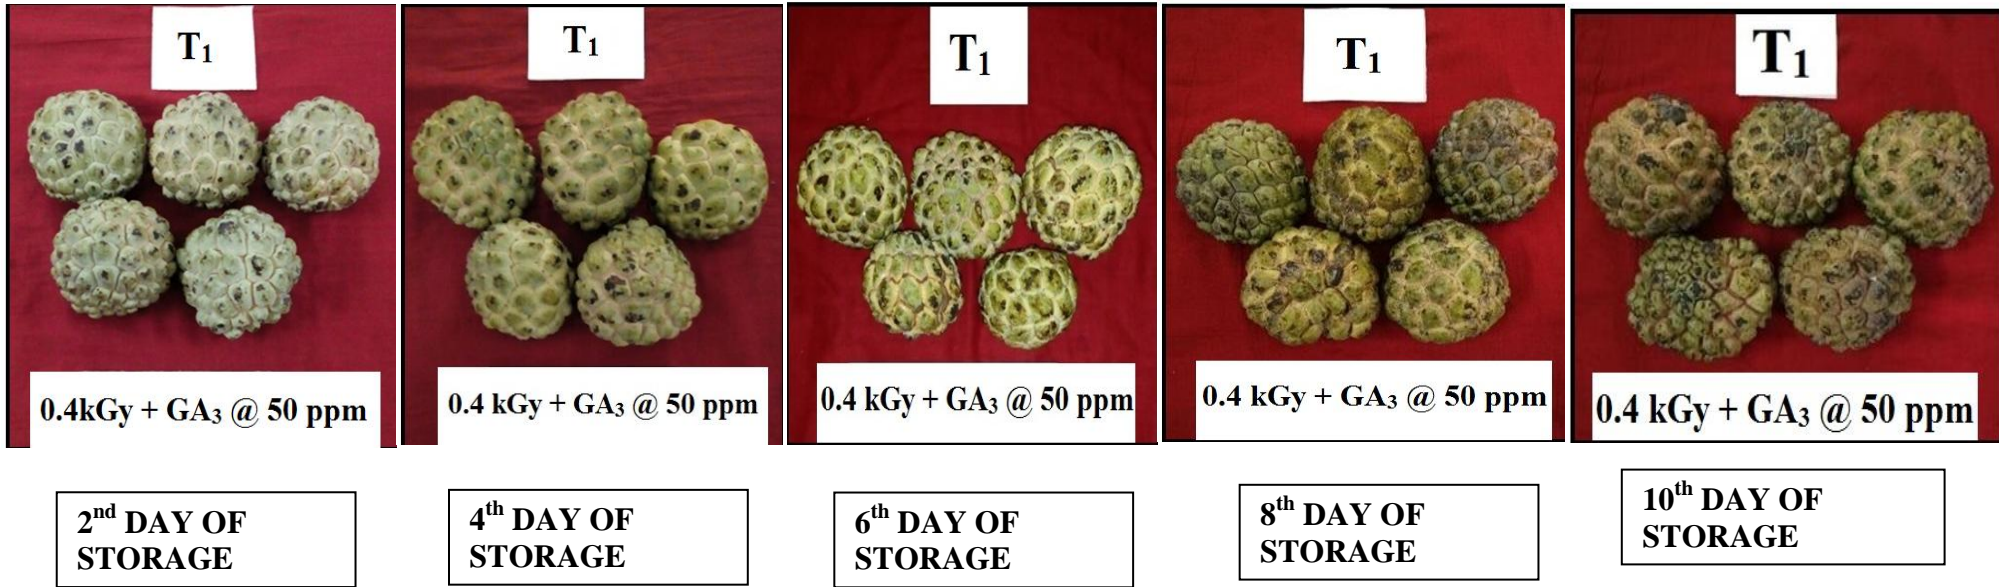 T₁
T₁
T₁
T₁
T₁
0.4kGy + GA₃ @ 50 ppm
0.4 kGy + GA₃ @ 50 ppm
0.4 kGy + GA₃ @ 50 ppm
0.4 kGy + GA₃ @ 50 ppm
0.4 kGy + GA₃ @ 50 ppm
2nd DAY OF
STORAGE
4th DAY OF
STORAGE
6th DAY OF
STORAGE
8th DAY OF
STORAGE
10th DAY OF
STORAGE